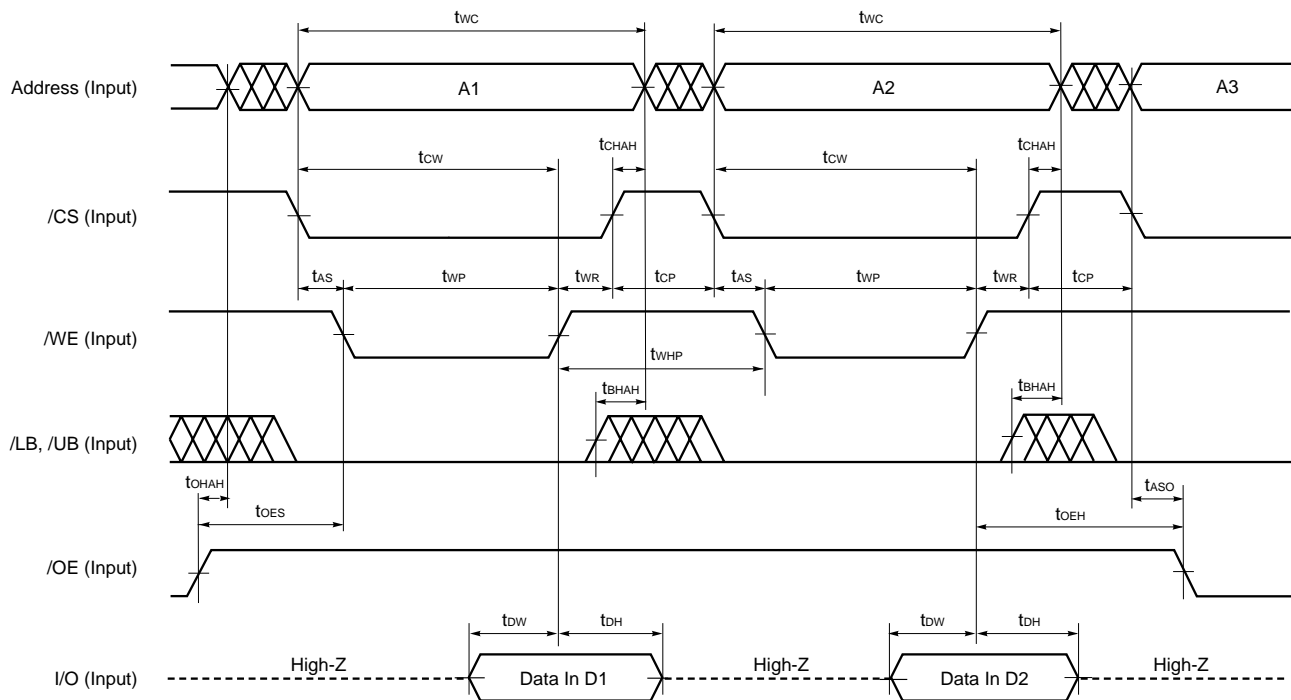 tWC tWC
Address (Input) A1 A2 A3
tCHAH tCHAH
tCW tCW
/CS (Input)
tAS tWP tWR tCP tAS tWP tWR tCP
/WE (Input)
tWHP
tBHAH tBHAH
/LB, /UB (Input)
tOHAH tASO
tOES tOEH
/OE (Input)
tDW tDH tDW tDH
High-Z High-Z High-Z
I/O (Input) Data In D1 Data In D2